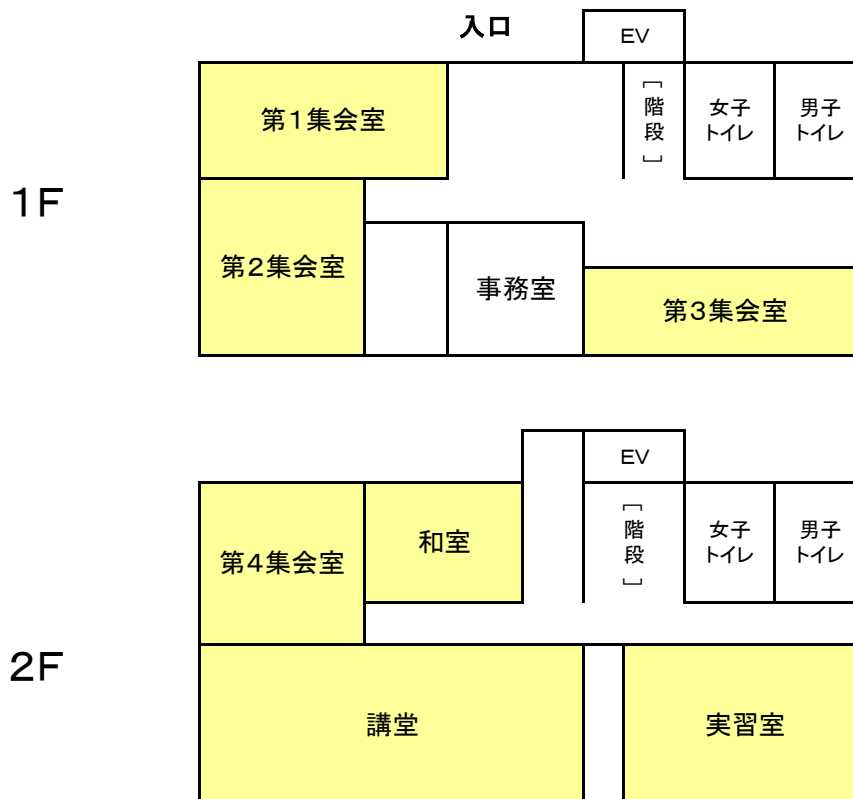 入口
EV
第1集会室
［階段］
女子
トイレ
男子
トイレ
1F
第2集会室
事務室
第3集会室
EV
第4集会室
和室
［階段］
女子
トイレ
男子
トイレ
2F
講堂
実習室